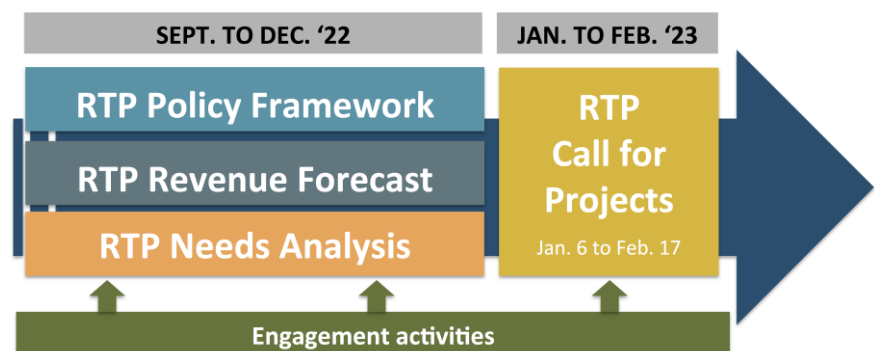 SEPT. TO DEC. ‘22
JAN. TO FEB. ‘23
RTP Policy Framework
RTP Revenue Forecast
RTP Needs Analysis
RTP
Call for
Projects
Jan. 6 to Feb. 17
Engagement activities